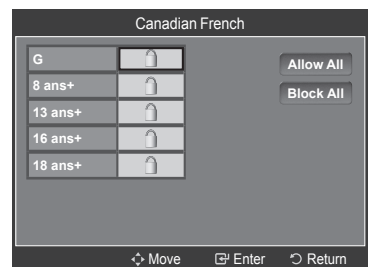 Canadian French
G
8 ans+
13 ans+
16 ans+
18 ans+
Allow All
Block All
Move Enter Return